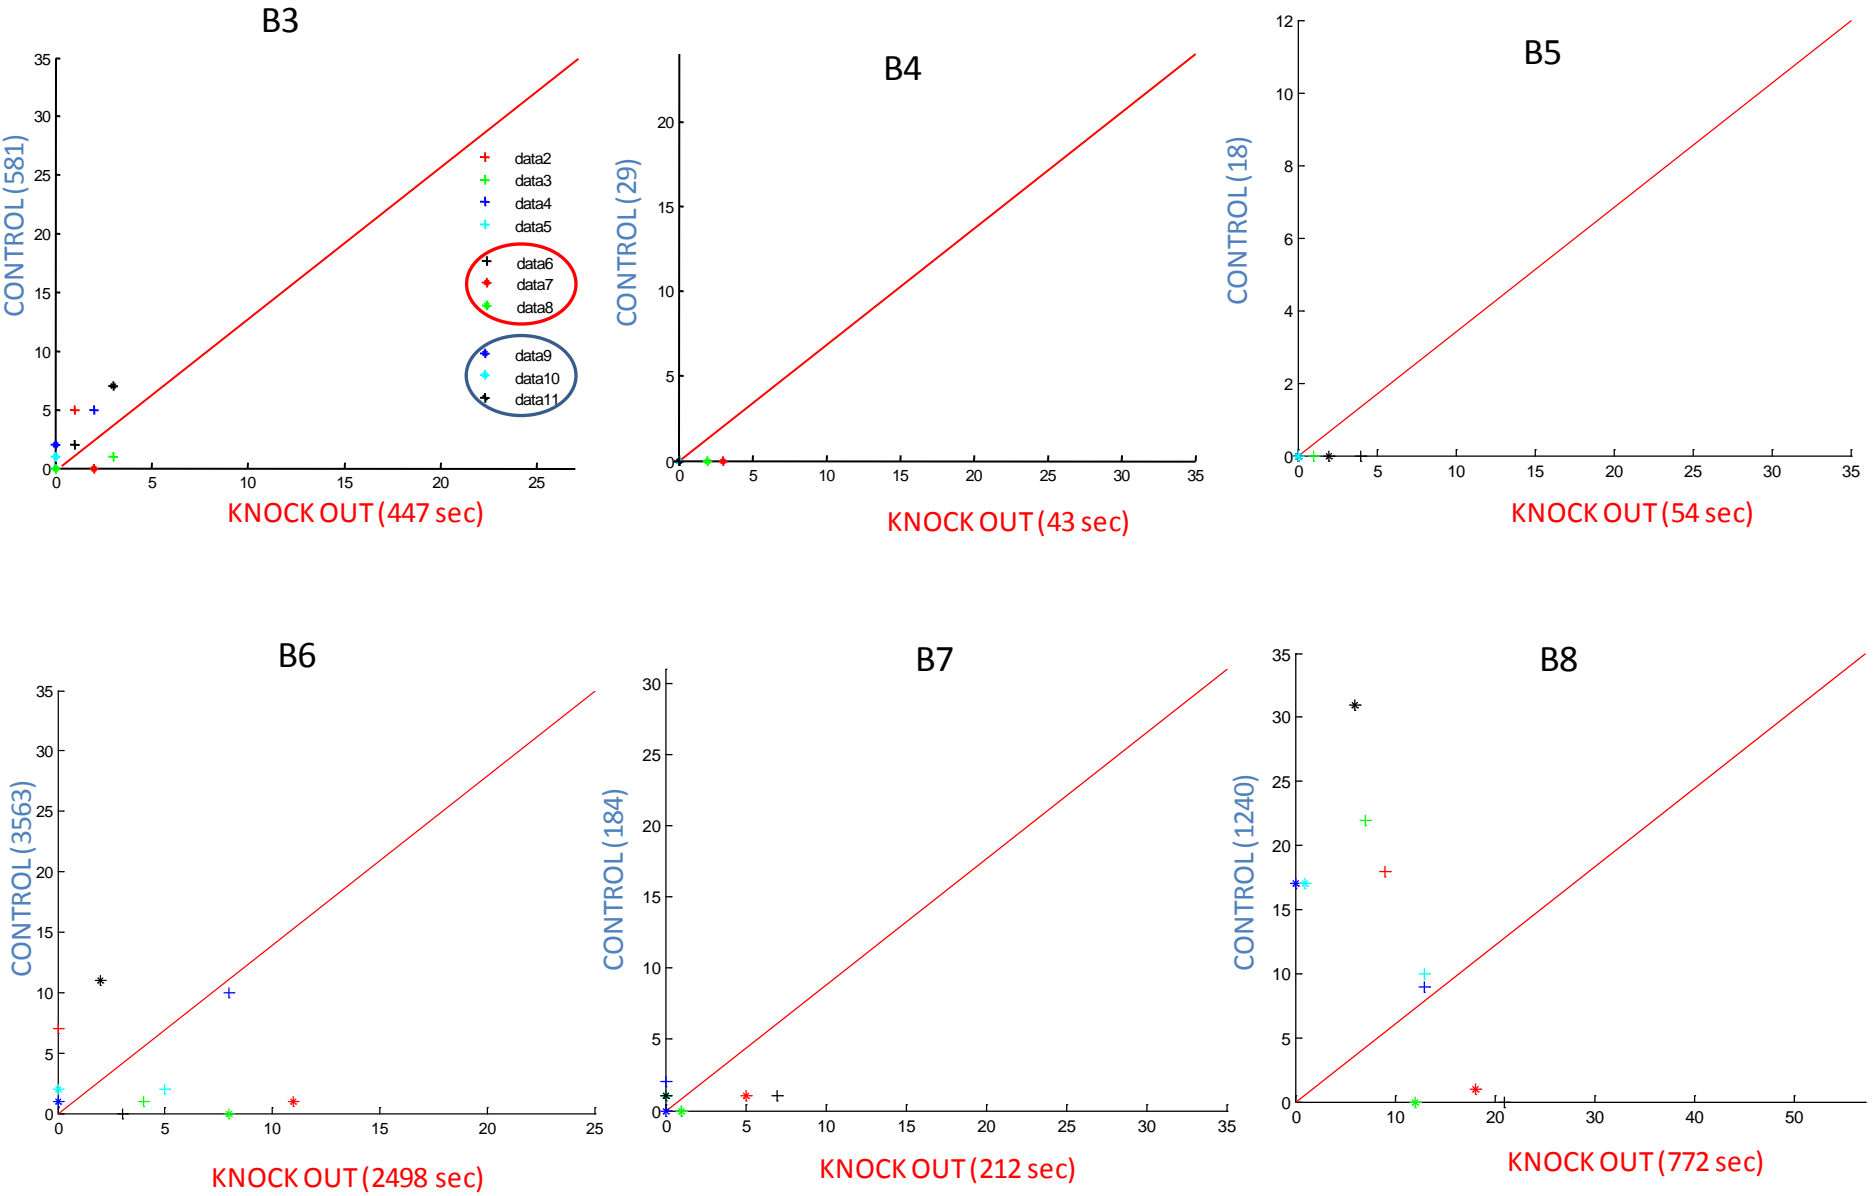 B3
35
30
25
20
15
10
5
0
0 5 10 15 20 25
CONTROL (581)
KNOCK OUT (447 sec)
data2
data3
data4
data5
data6
data7
data8
data9
data10
data11
B4
20
15
10
5
0
0 5 10 15 20 25 30 35
CONTROL (29)
KNOCK OUT (43 sec)
B5
12
10
8
6
4
2
0
0 5 10 15 20 25 30 35
CONTROL (18)
KNOCK OUT (54 sec)
B6
35
30
25
20
15
10
5
0
0 5 10 15 20 25
CONTROL (3563)
KNOCK OUT (2498 sec)
B7
30
25
20
15
10
5
0
0 5 10 15 20 25 30 35
CONTROL (184)
KNOCK OUT (212 sec)
B8
35
30
25
20
15
10
5
0
0 10 20 30 40 50
CONTROL (1240)
KNOCK OUT (772 sec)